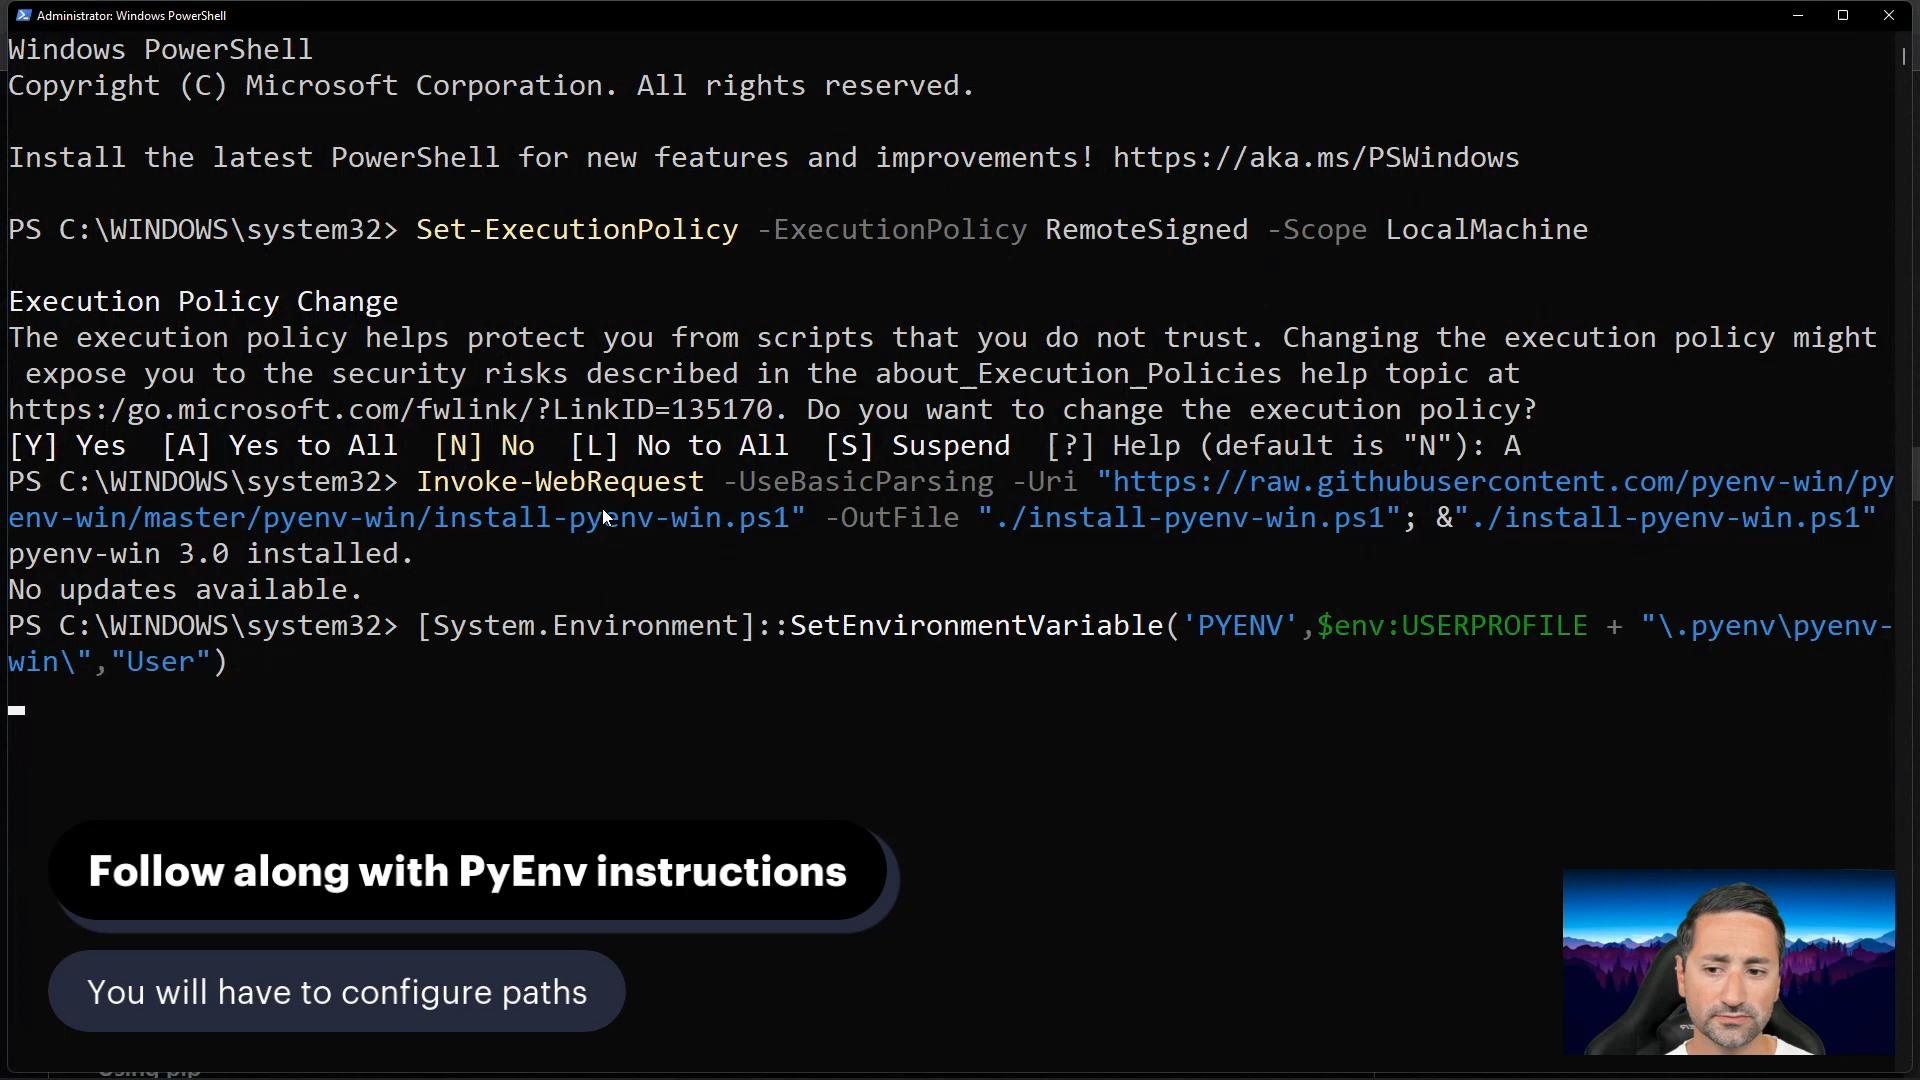 Administrator: Windows PowerShell
Windows PowerShell
Copyright (C) Microsoft Corporation. All rights reserved.
Install the latest PowerShell for new features and improvements! https://aka.ms/PSWindows
PS C:\WINDOWS\system32> Set-ExecutionPolicy -ExecutionPolicy RemoteSigned -Scope LocalMachine
Execution Policy Change
The execution policy helps protect you from scripts that you do not trust. Changing the execution policy might
expose you to the security risks described in the about_Execution_Policies help topic at
https:/go.microsoft.com/fwlink/?LinkID=135170. Do you want to change the execution policy?
[Y] Yes  [A] Yes to All  [N] No  [L] No to All  [S] Suspend  [?] Help (default is "N"): A
PS C:\WINDOWS\system32> Invoke-WebRequest -UseBasicParsing -Uri "https://raw.githubusercontent.com/pyenv-win/py
env-win/master/pyenv-win/install-pyenv-win.ps1" -OutFile "./install-pyenv-win.ps1"; &"./install-pyenv-win.ps1"
pyenv-win 3.0 installed.
No updates available.
PS C:\WINDOWS\system32> [System.Environment]::SetEnvironmentVariable('PYENV',$env:USERPROFILE + "\.pyenv\pyenv-
win\","User")
Follow along with PyEnv instructions
You will have to configure paths
Using pip